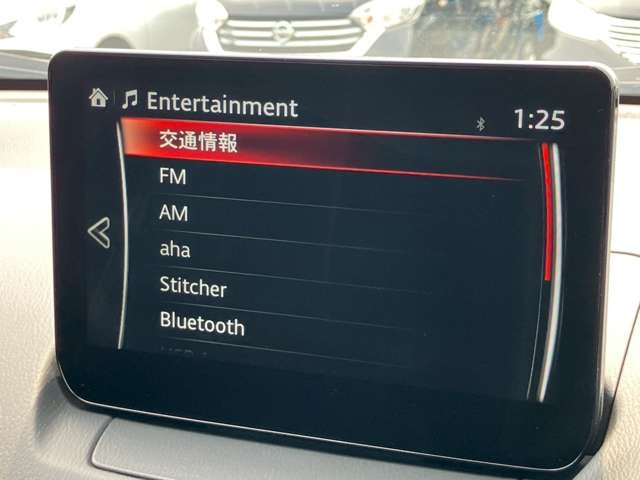 Entertainment
1:25
交通情報
FM
AM
aha
Stitcher
Bluetooth